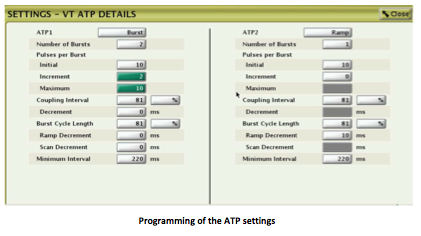 SETTINGS - VT ATP DETAILS
Close
ATP1 Burst
Number of Bursts 2
Pulses per Burst
Initial 10
Increment 2
Maximum 10
Coupling Interval 81 %
Decrement 0 ms
Burst Cycle Length 81 %
Ramp Decrement 0 ms
Scan Decrement 0 ms
Minimum Interval 220 ms
ATP2 Ramp
Number of Bursts 1
Pulses per Burst
Initial 10
Increment 0
Maximum
Coupling Interval 81 %
Decrement ms
Burst Cycle Length 81 %
Ramp Decrement 10 ms
Scan Decrement ms
Minimum Interval 220 ms
Programming of the ATP settings